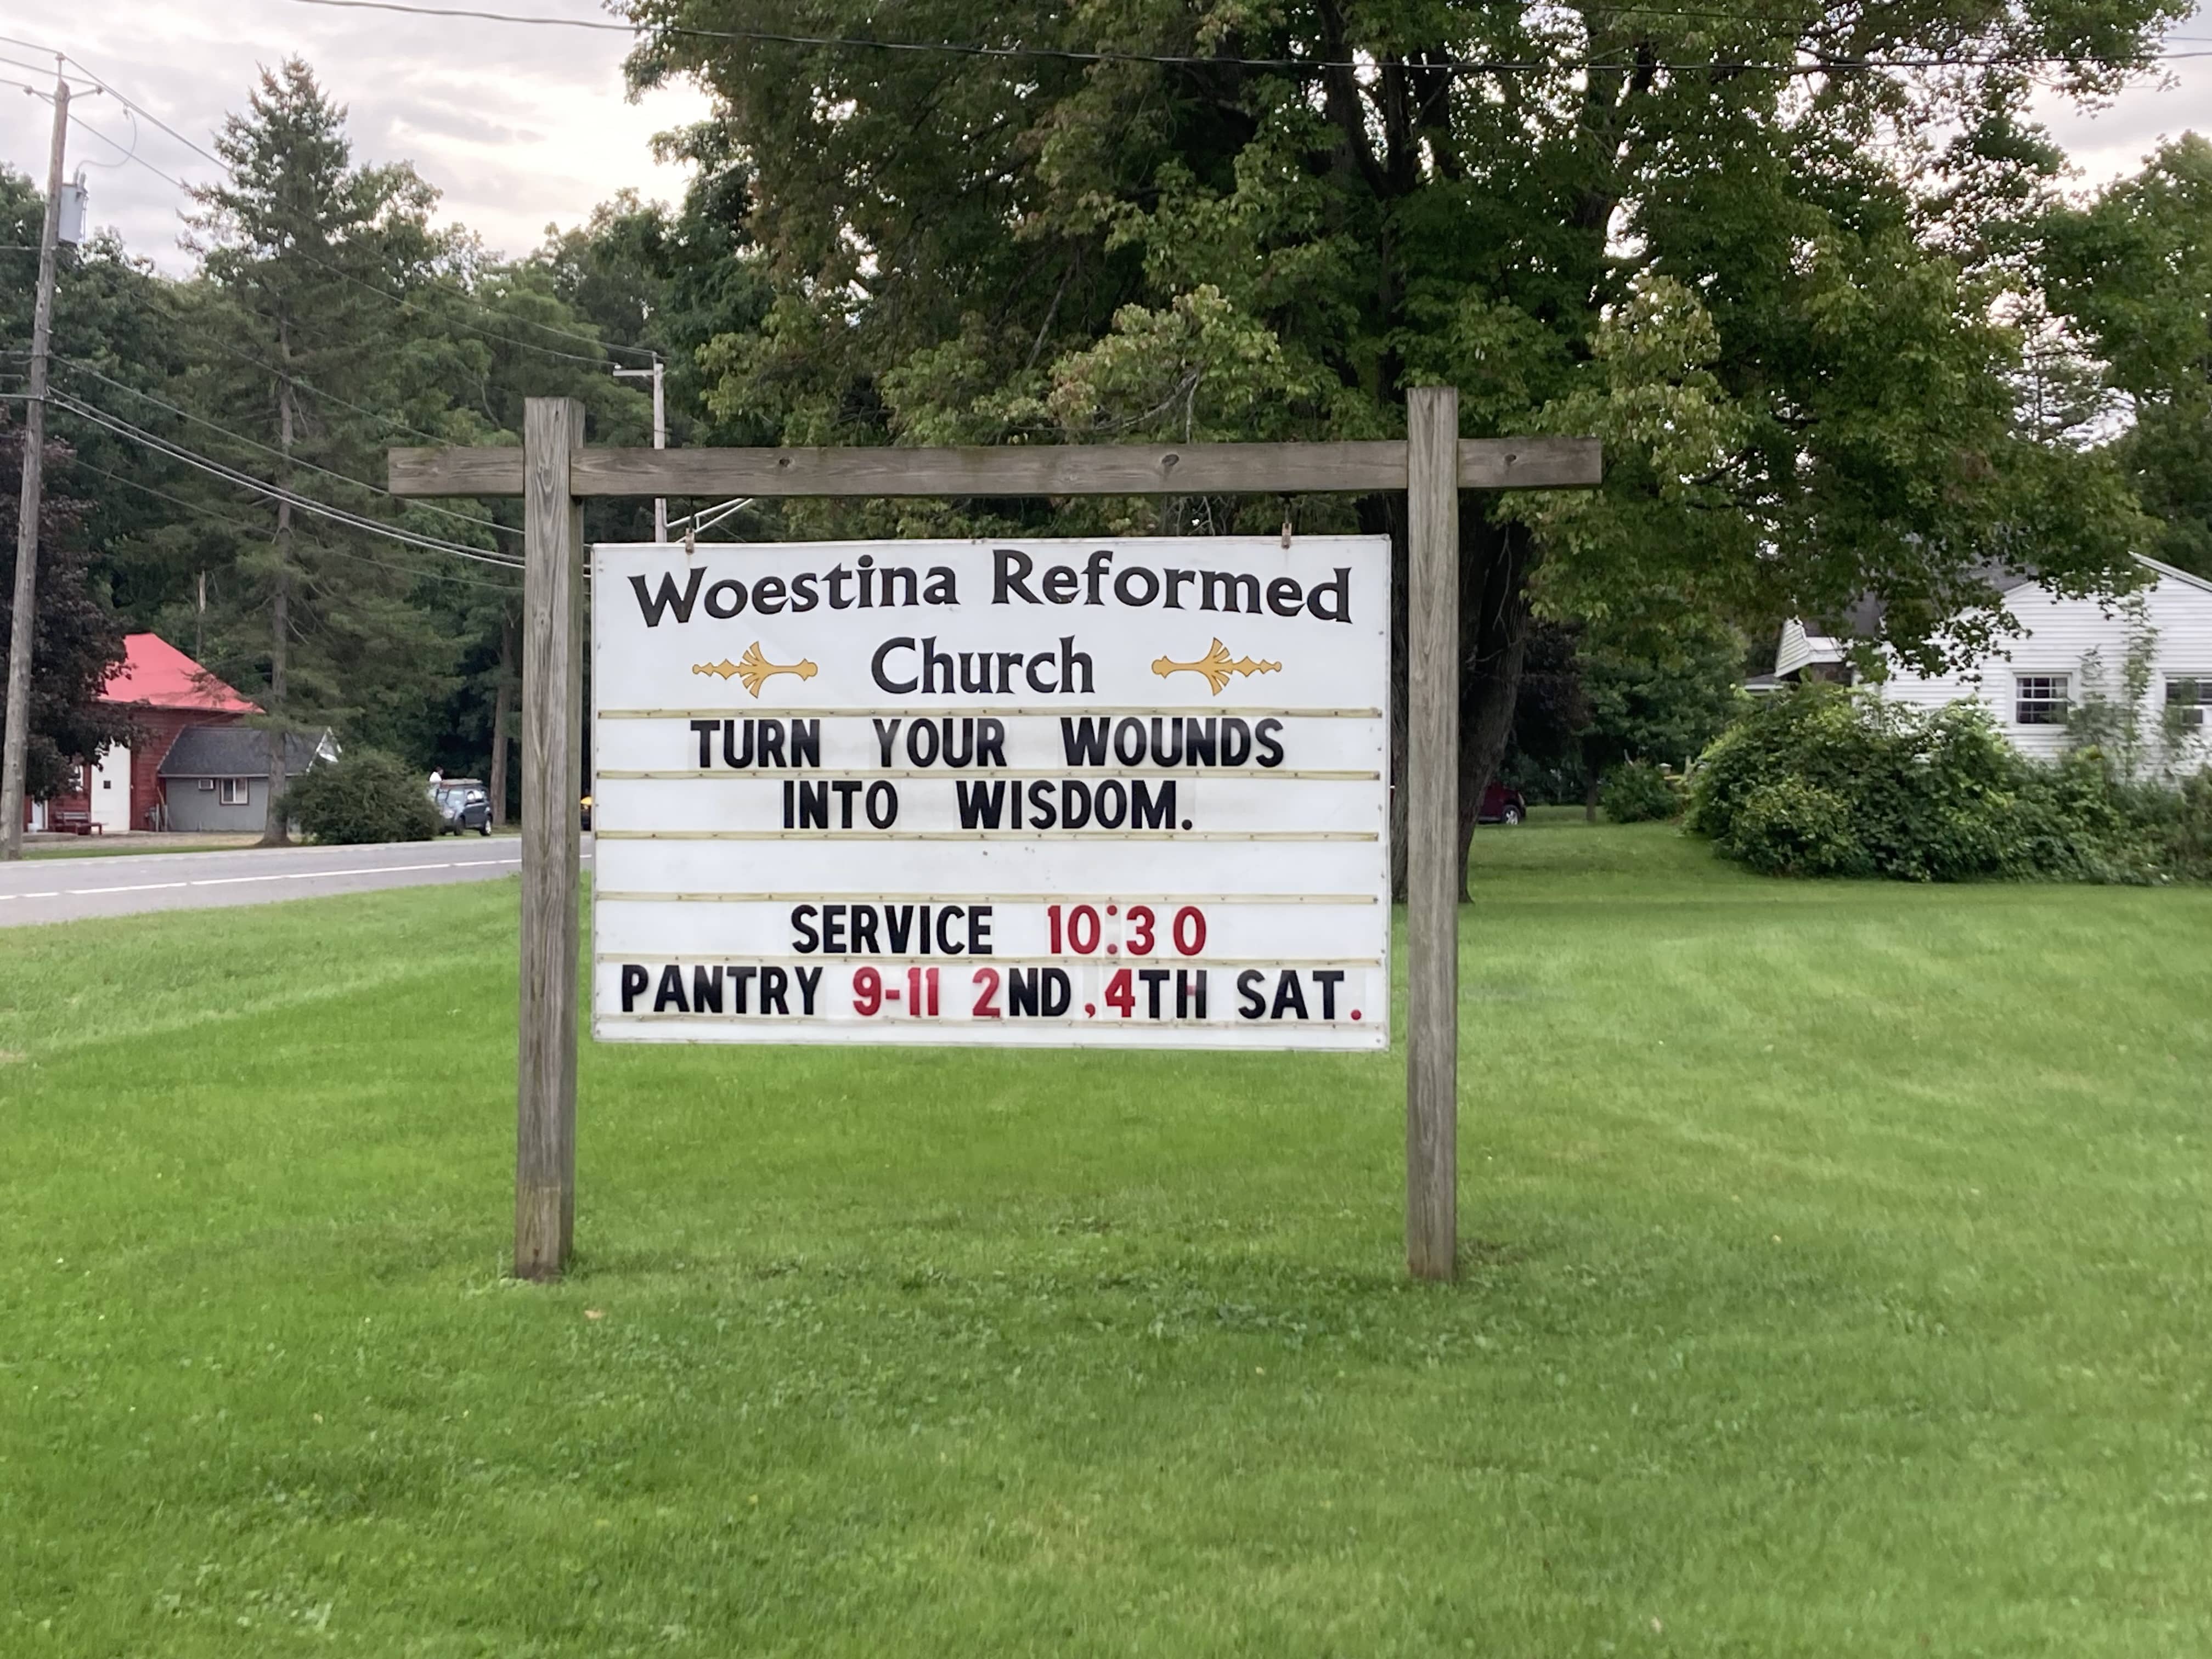 Woestina Reformed
Church
TURN YOUR WOUNDS
INTO WISDOM.
SERVICE 10:30
PANTRY 9-11 2ND,4TH SAT.